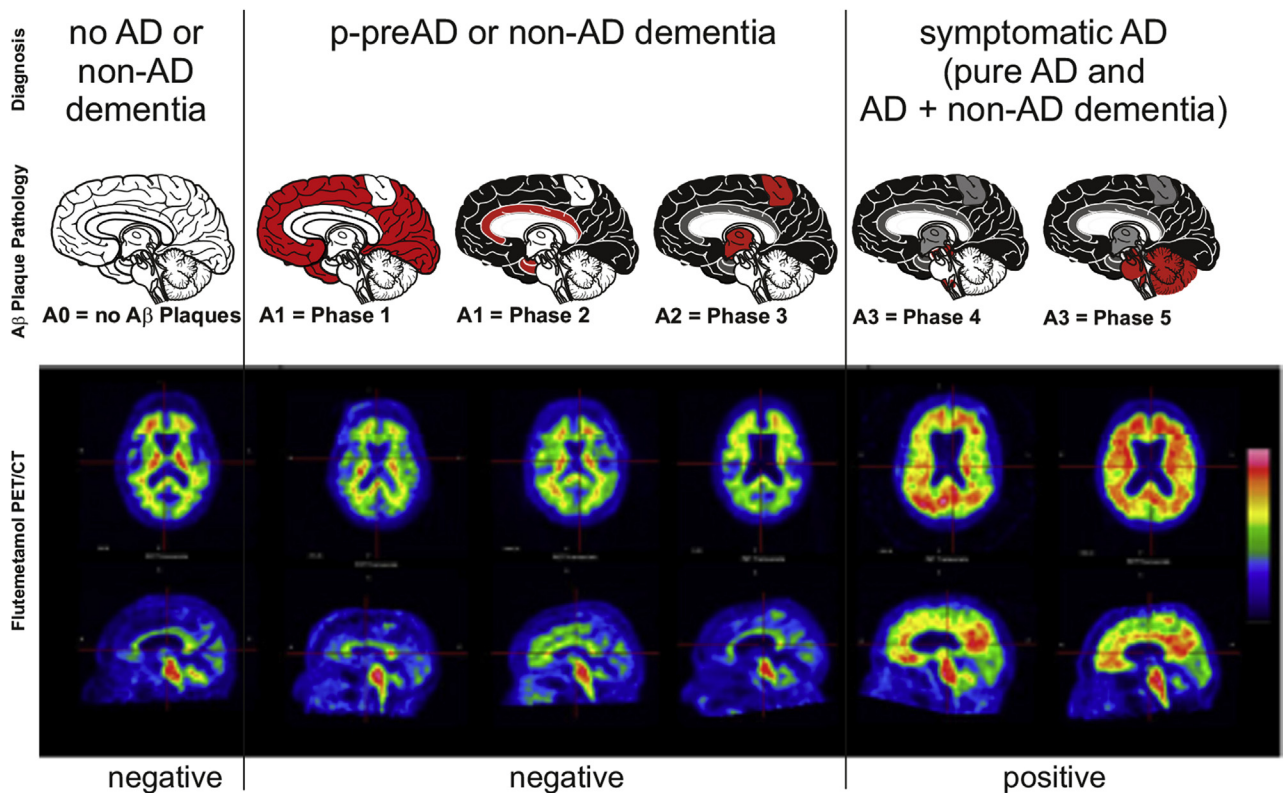 Diagnosis
no AD or
non-AD
dementia
p-preAD or non-AD dementia
symptomatic AD
(pure AD and
AD + non-AD dementia)
Aβ Plaque Pathology
A0 = no Aβ Plaques
A1 = Phase 1
A1 = Phase 2
A2 = Phase 3
A3 = Phase 4
A3 = Phase 5
Flutemetamol PET/CT
negative
negative
positive